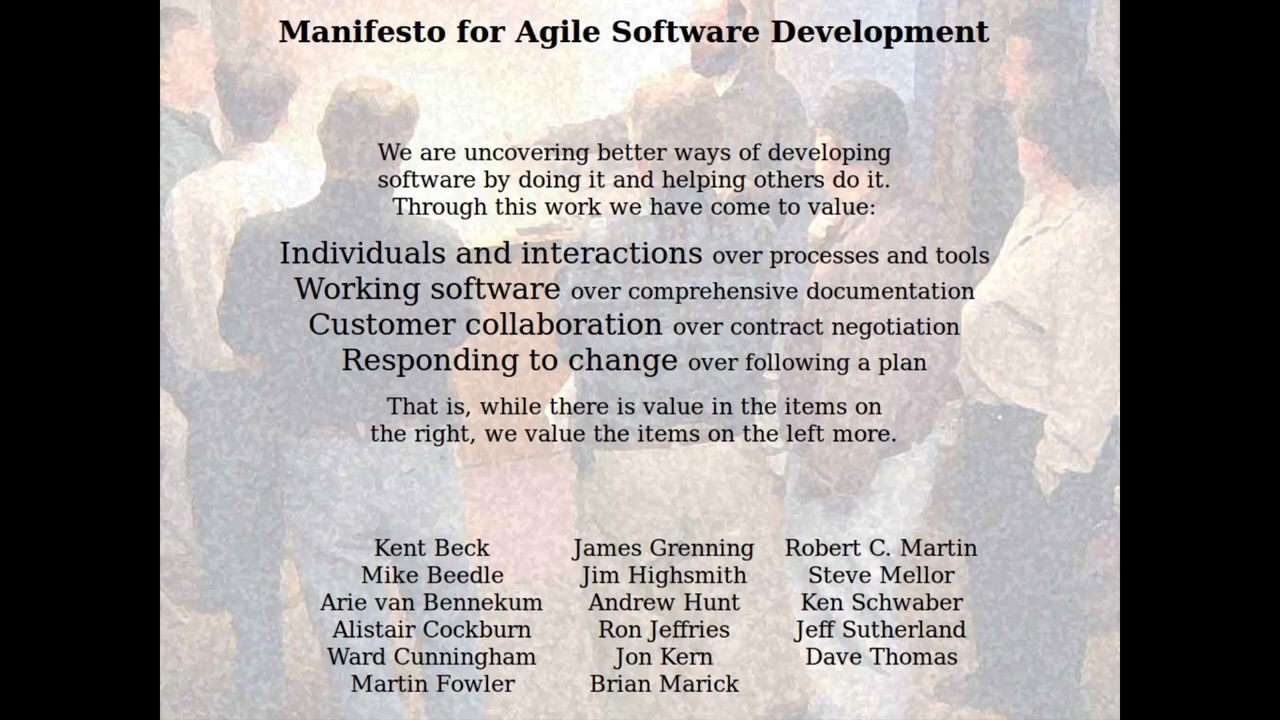 Manifesto for Agile Software Development
We are uncovering better ways of developing
software by doing it and helping others do it.
Through this work we have come to value:
Individuals and interactions over processes and tools
Working software over comprehensive documentation
Customer collaboration over contract negotiation
Responding to change over following a plan
That is, while there is value in the items on
the right, we value the items on the left more.
Kent Beck
Mike Beedle
Arie van Bennekum
Alistair Cockburn
Ward Cunningham
Martin Fowler
James Grenning
Jim Highsmith
Andrew Hunt
Ron Jeffries
Jon Kern
Brian Marick
Robert C. Martin
Steve Mellor
Ken Schwaber
Jeff Sutherland
Dave Thomas